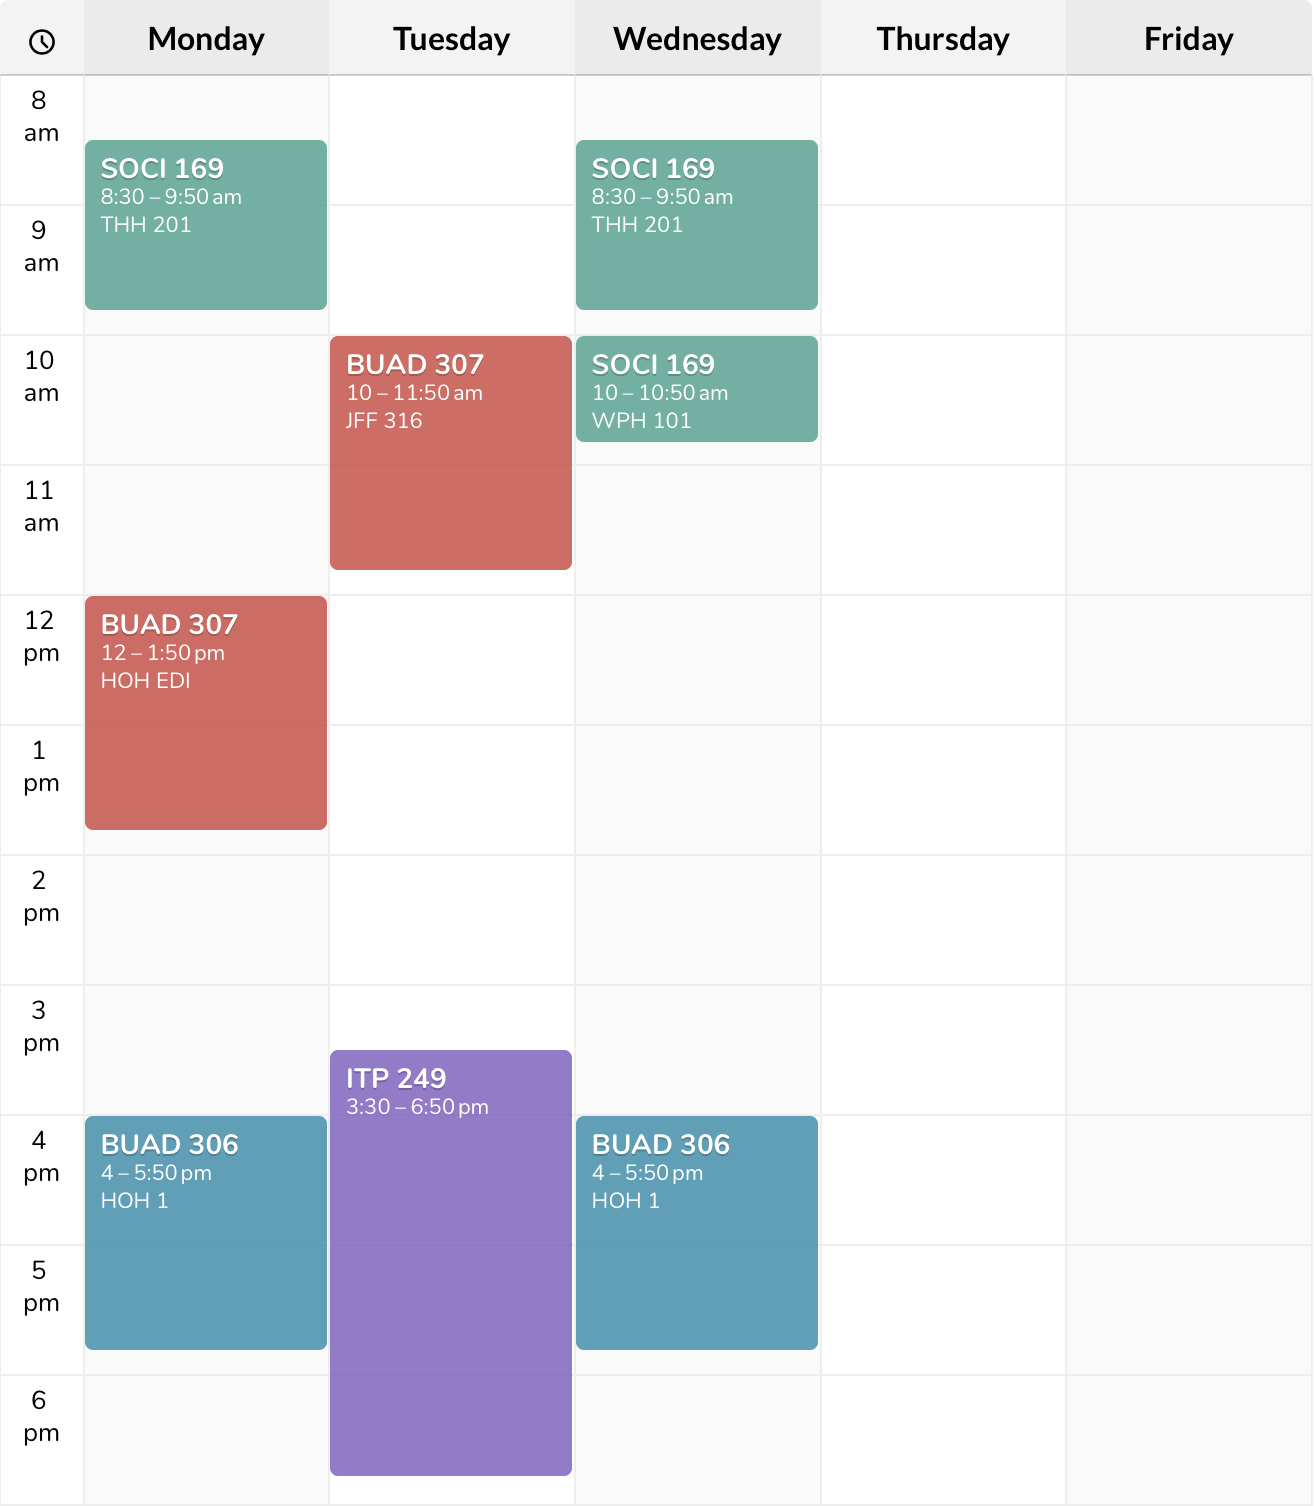 Monday
Tuesday
Wednesday
Thursday
Friday
8
am
SOCI 169
8:30 – 9:50 am
THH 201
SOCI 169
8:30 – 9:50 am
THH 201
9
am
10
am
BUAD 307
10 – 11:50 am
JFF 316
SOCI 169
10 – 10:50 am
WPH 101
11
am
12
pm
BUAD 307
12 – 1:50 pm
HOH EDI
1
pm
2
pm
3
pm
ITP 249
3:30 – 6:50 pm
4
pm
BUAD 306
4 – 5:50 pm
HOH 1
BUAD 306
4 – 5:50 pm
HOH 1
5
pm
6
pm